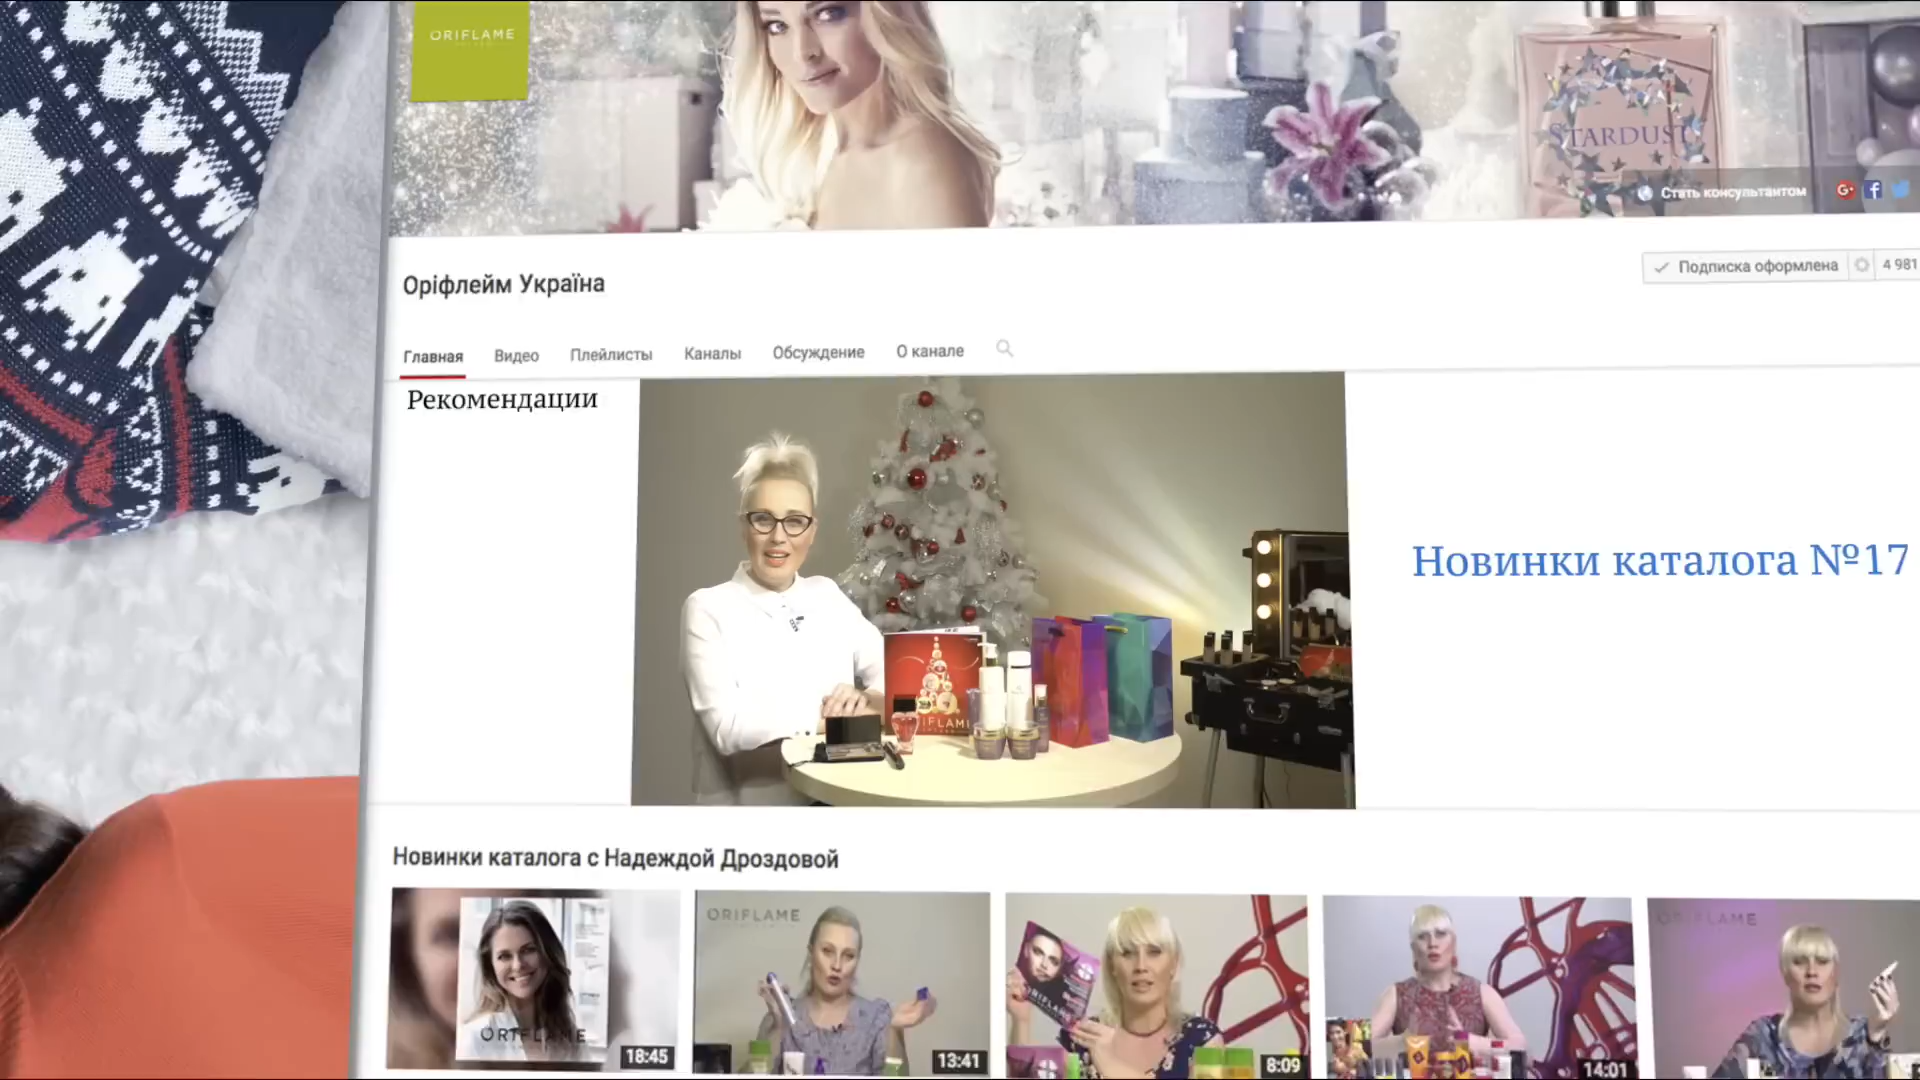 ORIFLAME
STARDUST
Стать консультантом
Оріфлейм Україна
Подписка оформлена
4 981
Главная
Видео
Плейлисты
Каналы
Обсуждение
О канале
Рекомендации
ORIFLAME
Новинки каталога №17
Новинки каталога с Надеждой Дроздовой
ORIFLAME
18:45
ORIFLAME
13:41
ORIFLAME
8:09
14:01
ORIFLAME